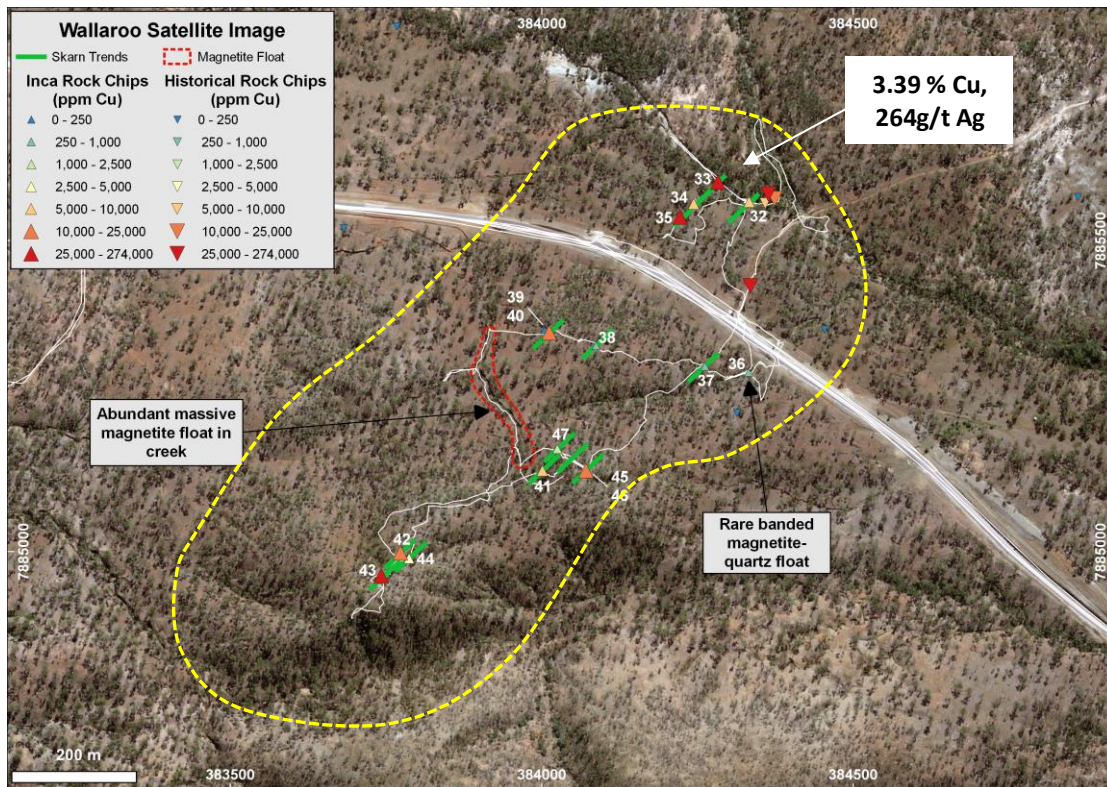 Wallaroo Satellite Image
Skarn Trends
Magnetite Float
Inca Rock Chips
(ppm Cu)
0 - 250
250 - 1,000
1,000 - 2,500
2,500 - 5,000
5,000 - 10,000
10,000 - 25,000
25,000 - 274,000
Historical Rock Chips
(ppm Cu)
0 - 250
250 - 1,000
1,000 - 2,500
2,500 - 5,000
5,000 - 10,000
10,000 - 25,000
25,000 - 274,000
384000
384500
3.39 % Cu,
264g/t Ag
33
34
35
32
7885500
39
40
38
37
36
Abundant massive
magnetite float in
creek
47
41
45
46
Rare banded
magnetite-
quartz float
42
44
43
7885000
7885000
200 m
383500
384000
384500